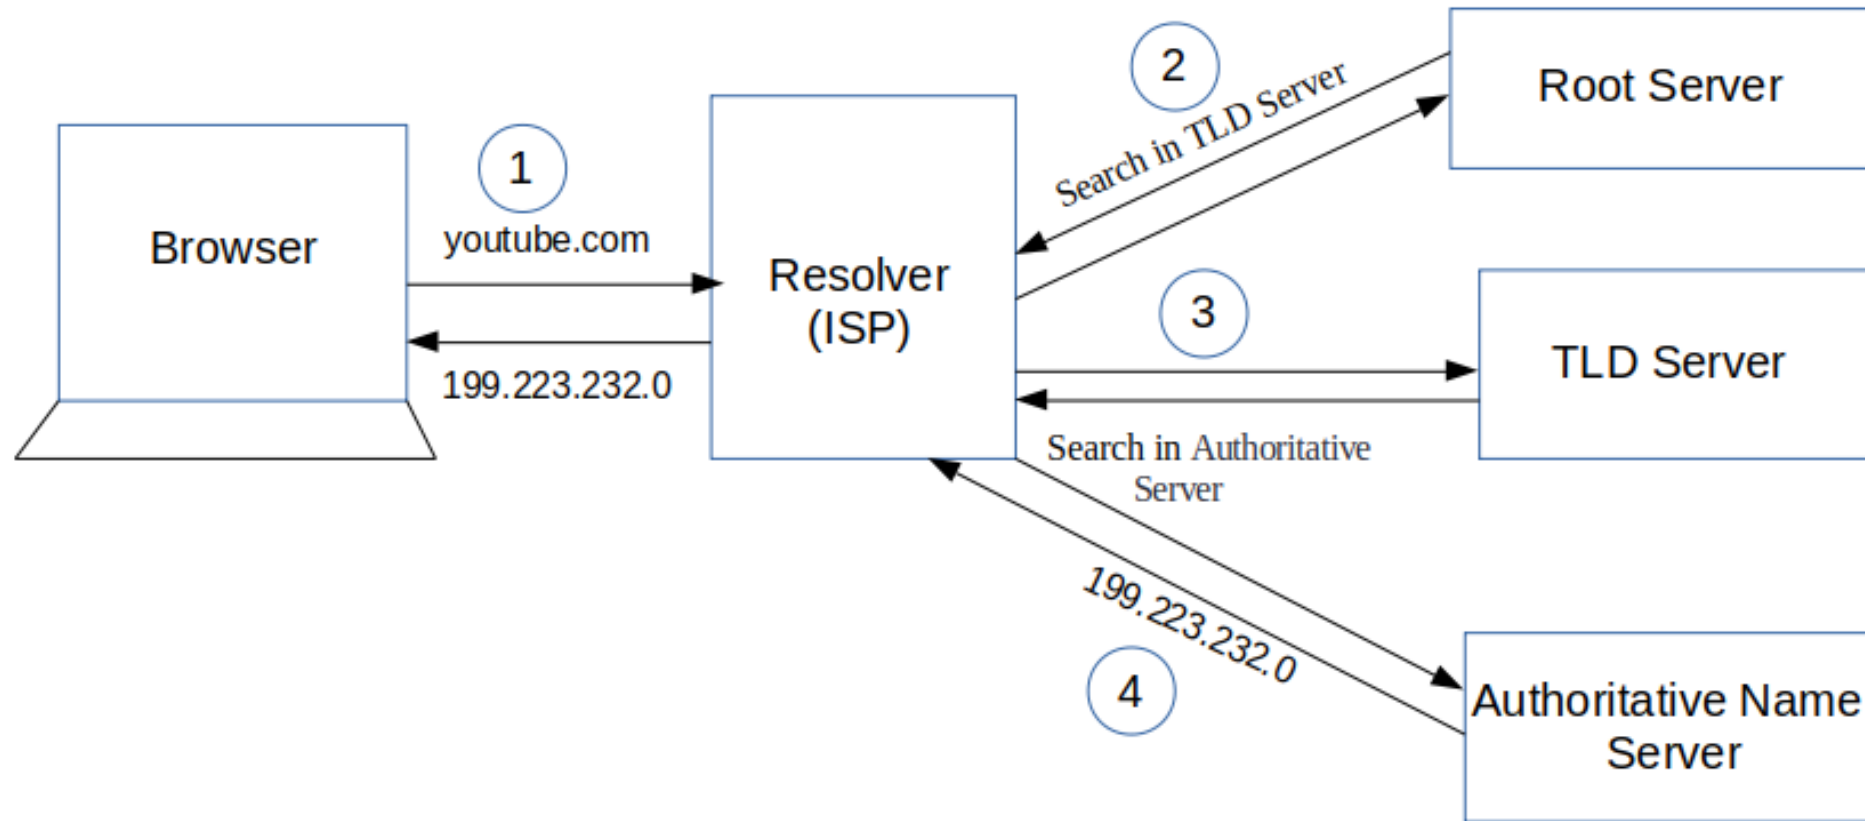 Browser
1
youtube.com
199.223.232.0
Resolver
(ISP)
2
Search in TLD Server
Root Server
3
TLD Server
Search in Authoritative
Server
199.223.232.0
4
Authoritative Name
Server